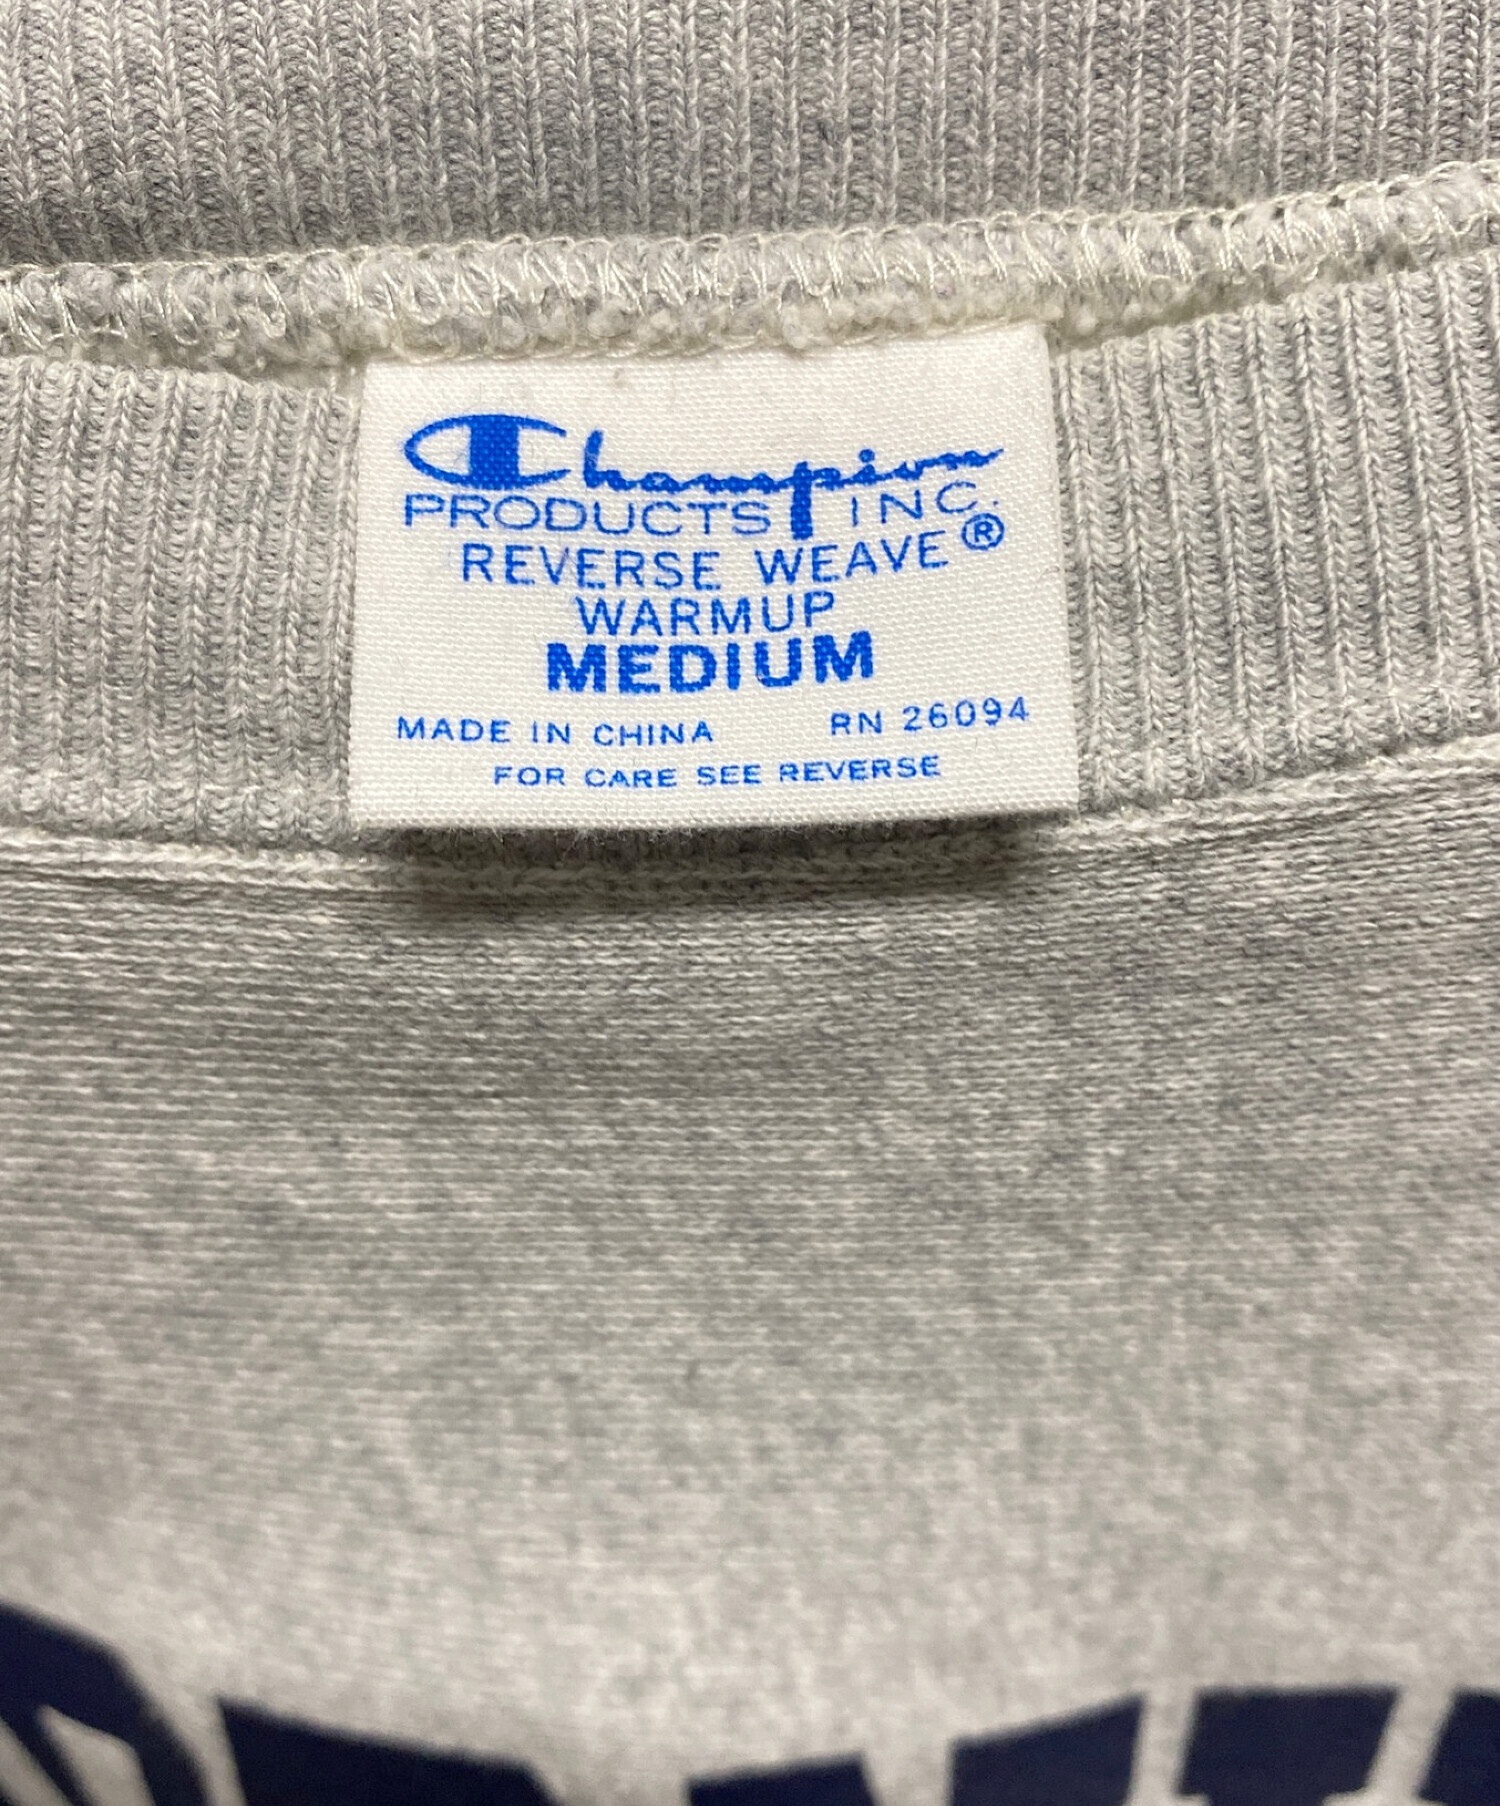 Champion
PRODUCTS INC.
REVERSE WEAVE®
WARMUP
MEDIUM
MADE IN CHINA RN 26094
FOR CARE SEE REVERSE